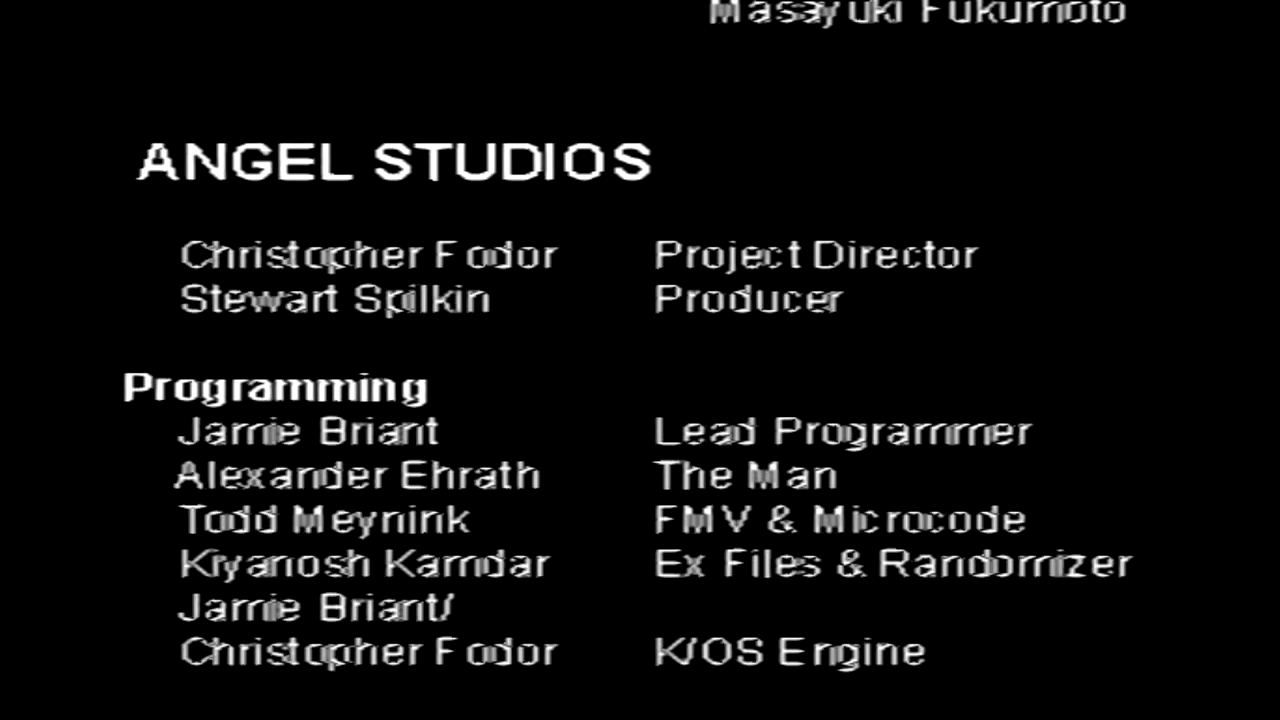 Masayuki Fukumoto
ANGEL STUDIOS
Christopher Fodor Project Director
Stewart Spilkin Producer
Programming
Jamie Briant Lead Programmer
Alexander Ehrath The Man
Todd Meynink FMV & Microcode
Kiyanosh Kamdar Ex Files & Randomizer
Jamie Briant/
Christopher Fodor K/OS Engine